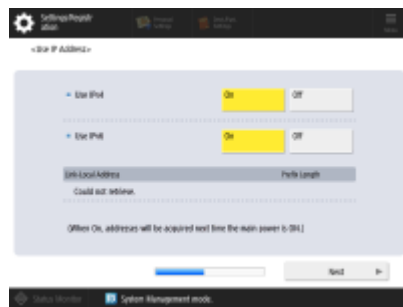 Settings/Registr
ation
<Use IP Address>
Use IPv4
On
Off
Use IPv6
On
Off
Link-Local Address
Prefix Length
Could not retrieve.
(When On, addresses will be acquired next time the main power is ON.)
Next
Status Monitor
System Management mode.